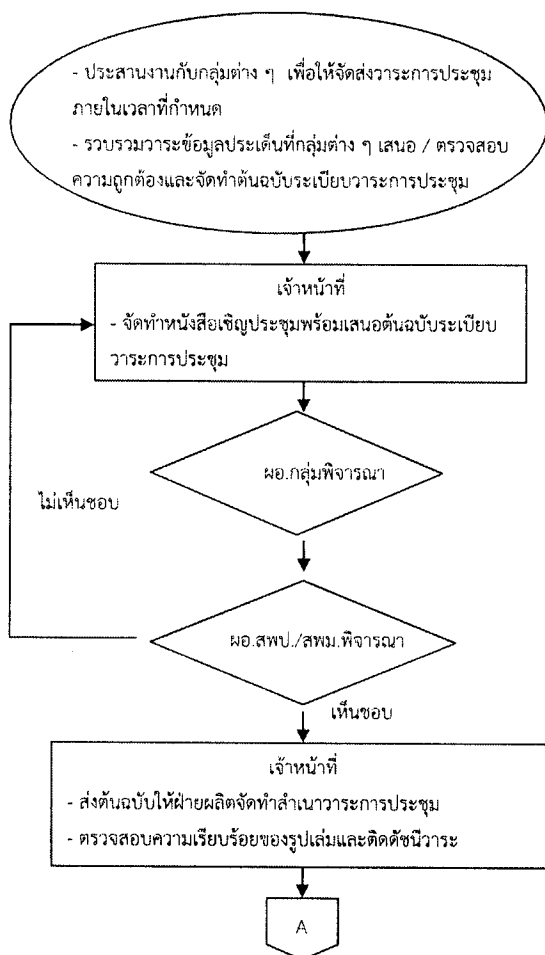 - ประสานงานกับกลุ่มต่าง ๆ เพื่อให้จัดส่งวาระการประชุม
ภายในเวลาที่กำหนด
- รวบรวมวาระข้อมูลประเด็นที่กลุ่มต่าง ๆ เสนอ / ตรวจสอบ
ความถูกต้องและจัดทำต้นฉบับระเบียบวาระการประชุม
เจ้าหน้าที่
- จัดทำหนังสือเชิญประชุมพร้อมเสนอต้นฉบับระเบียบ
วาระการประชุม
ผอ.กลุ่มพิจารณา
ไม่เห็นชอบ
ผอ.สพป./สพม.พิจารณา
เห็นชอบ
เจ้าหน้าที่
- ส่งต้นฉบับให้ฝ่ายผลิตจัดทำสำเนาวาระการประชุม
- ตรวจสอบความเรียบร้อยของรูปเล่มและติดดัชนีวาระ
A